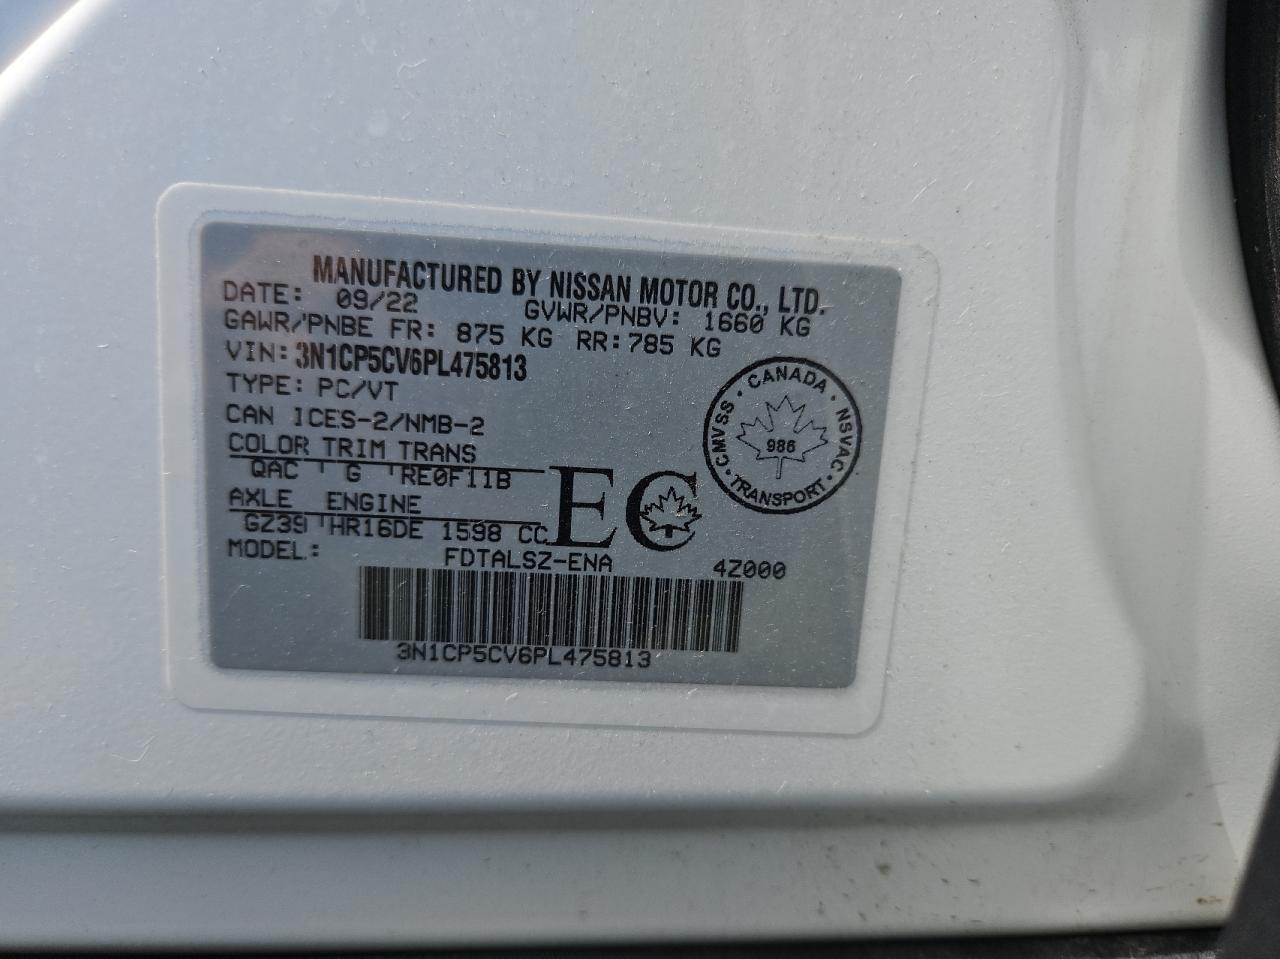 MANUFACTURED BY NISSAN MOTOR CO., LTD.
DATE: 09/22 GVWR/PNBV: 1660 KG
GAWR/PNBE FR: 875 KG RR: 785 KG
VIN: 3N1CP5CV6PL475813
TYPE: PC/VT
CAN ICES-2/NMB-2
COLOR TRIM TRANS
QAC G RE0F11B
AXLE ENGINE
GZ39 HR16DE 1598 CC
MODEL: FDTALSZ-ENA 4Z000
3N1CP5CV6PL475813
EC
CANADA · NSVAC · TRANSPORT · CMVSS ·
986